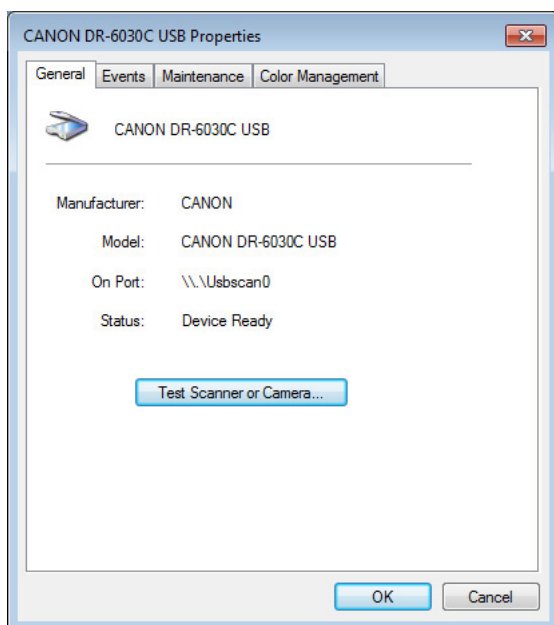 CANON DR-6030C USB Properties
General Events Maintenance Color Management
CANON DR-6030C USB
Manufacturer: CANON
Model: CANON DR-6030C USB
On Port: \\.\Usbscan0
Status: Device Ready
Test Scanner or Camera...
OK Cancel